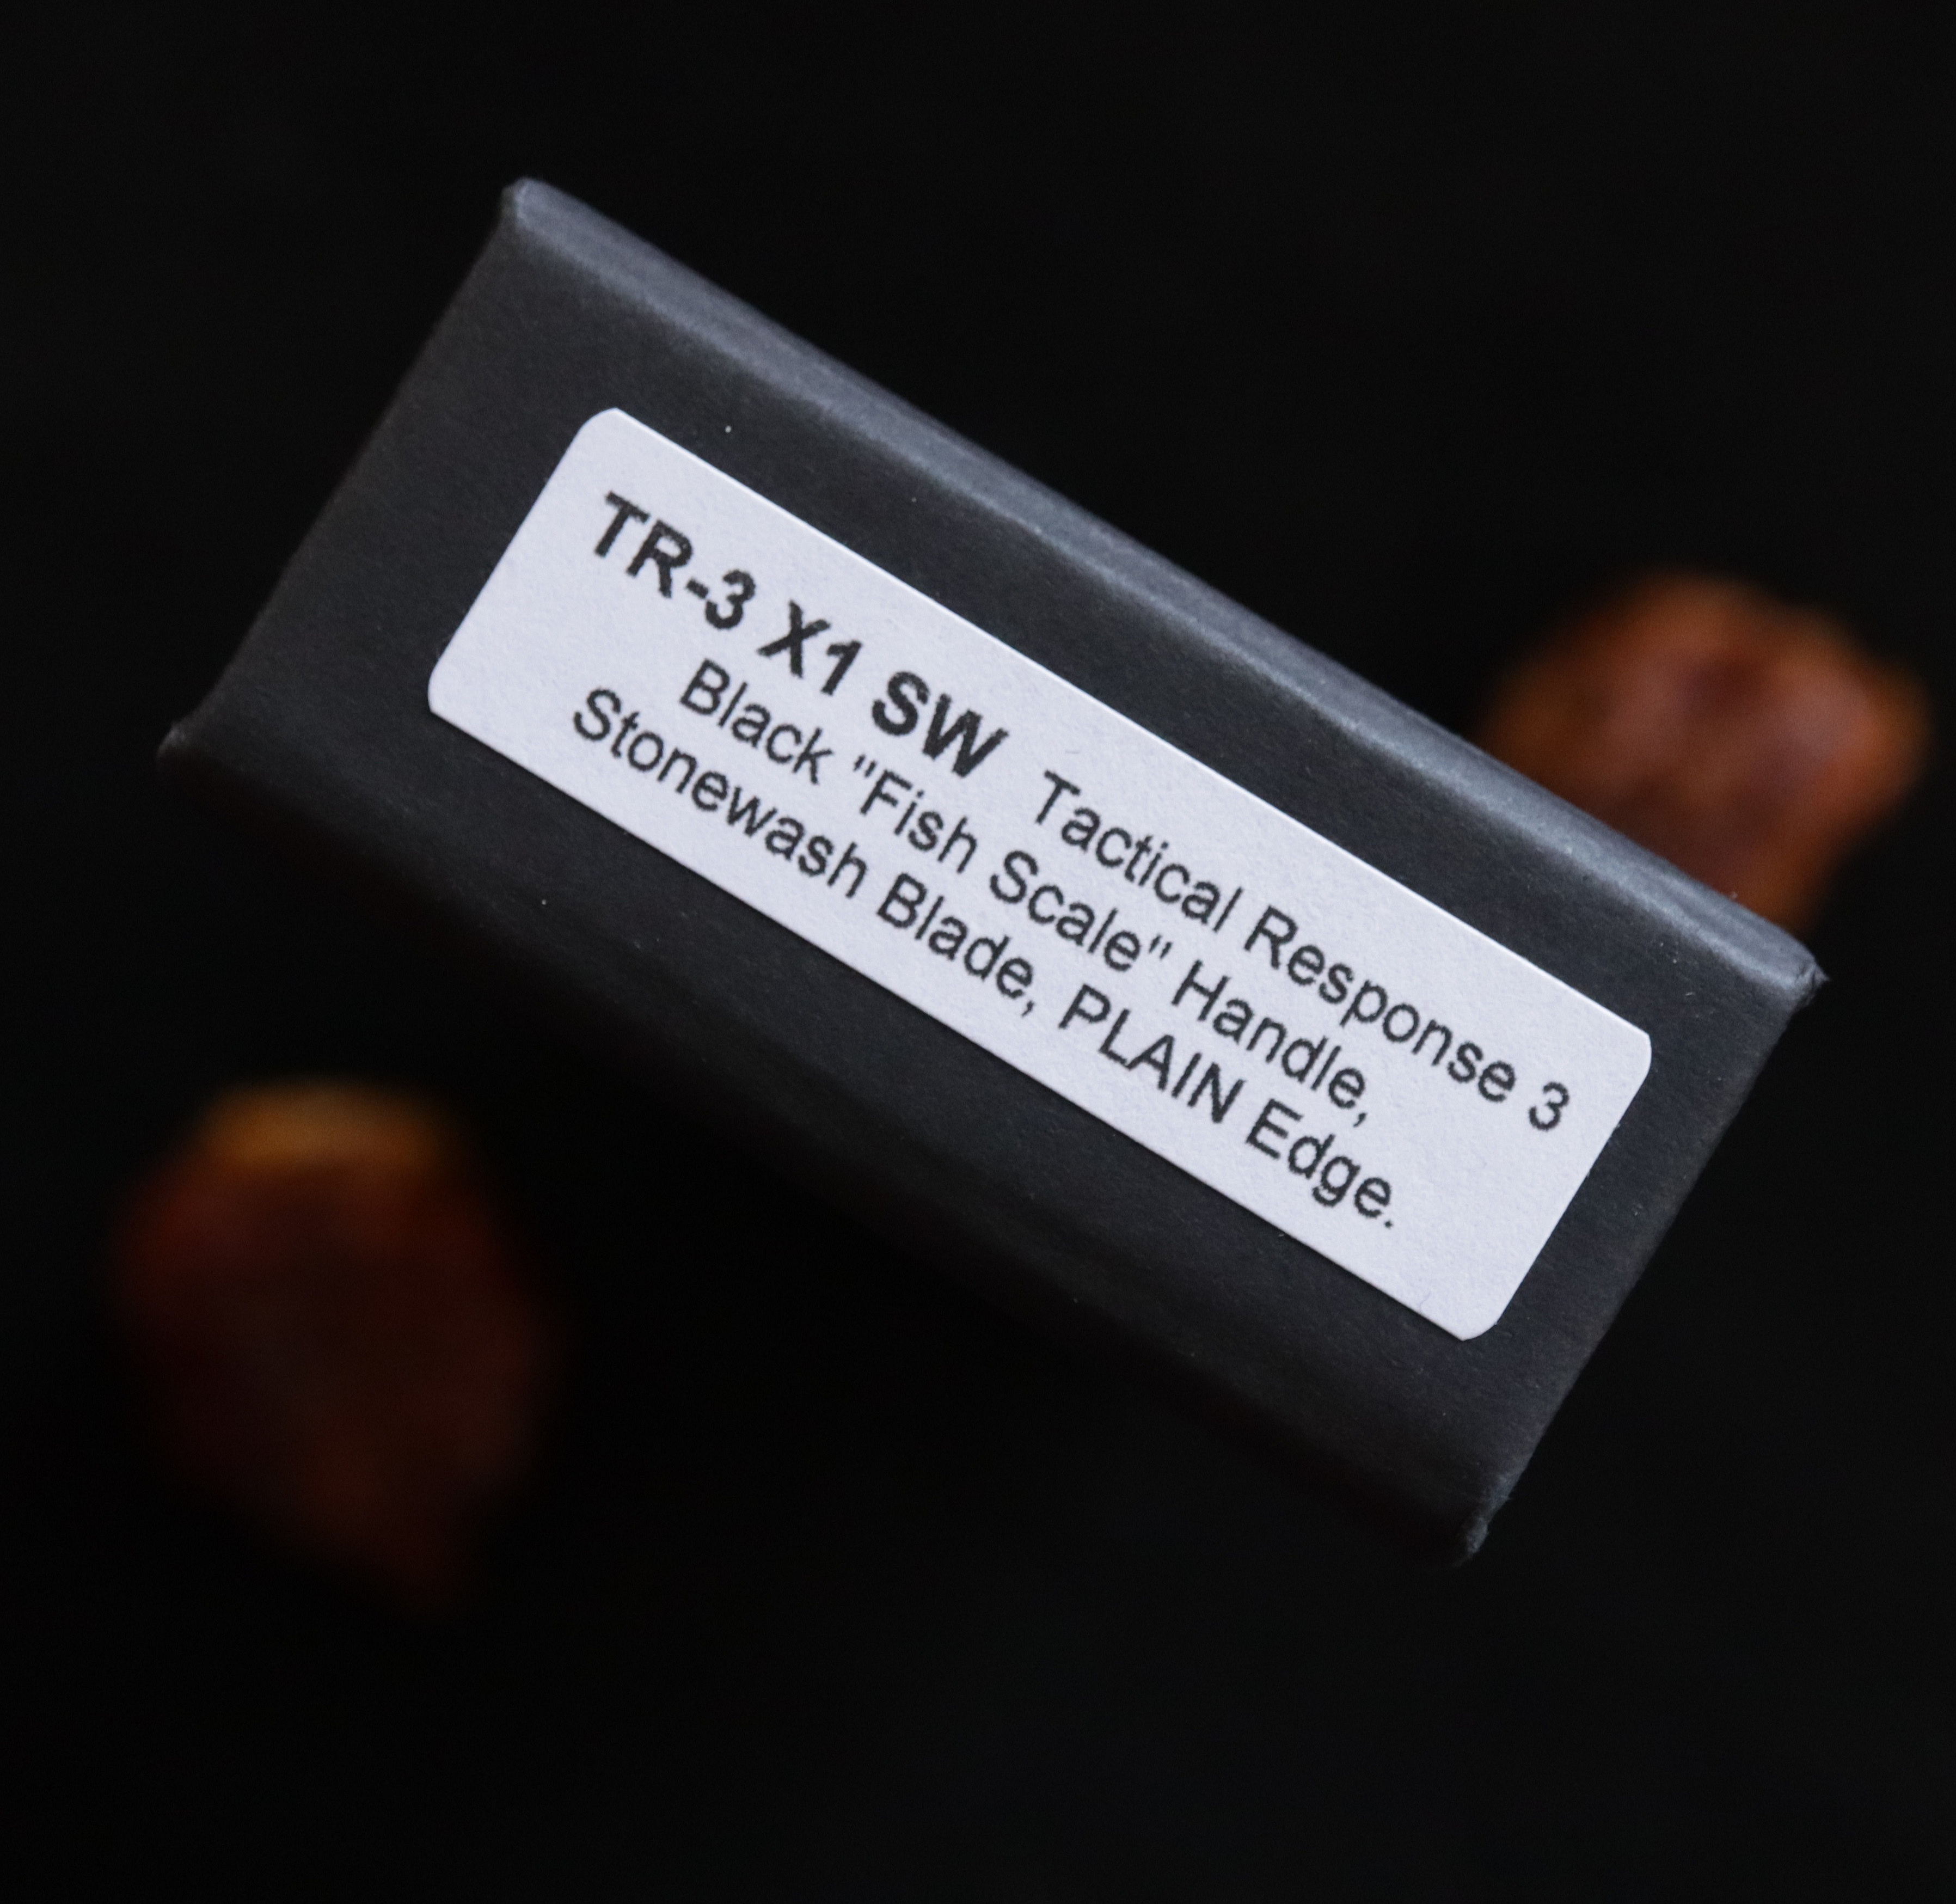 TR-3 X1 SW Tactical Response 3
Black "Fish Scale" Handle,
Stonewash Blade, PLAIN Edge.